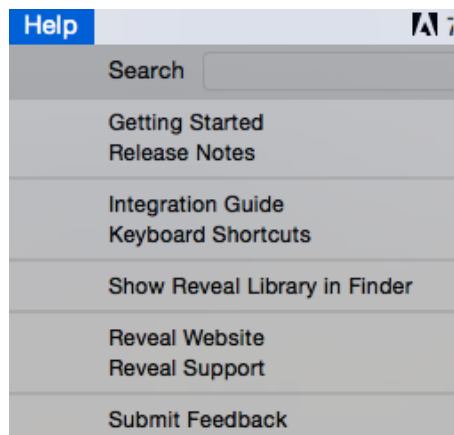 Help
Search
Getting Started
Release Notes
Integration Guide
Keyboard Shortcuts
Show Reveal Library in Finder
Reveal Website
Reveal Support
Submit Feedback